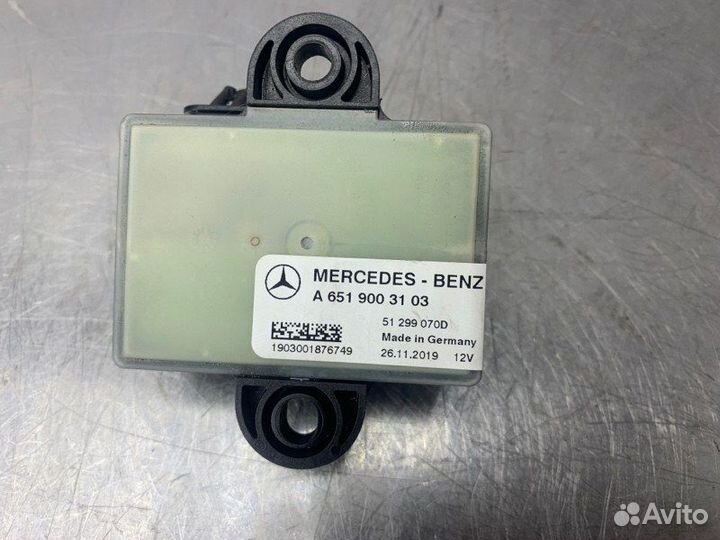 MERCEDES - BENZ
A 651 900 31 03
51 299 070D
Made in Germany
1903001876749
26.11.2019 12V
Avito